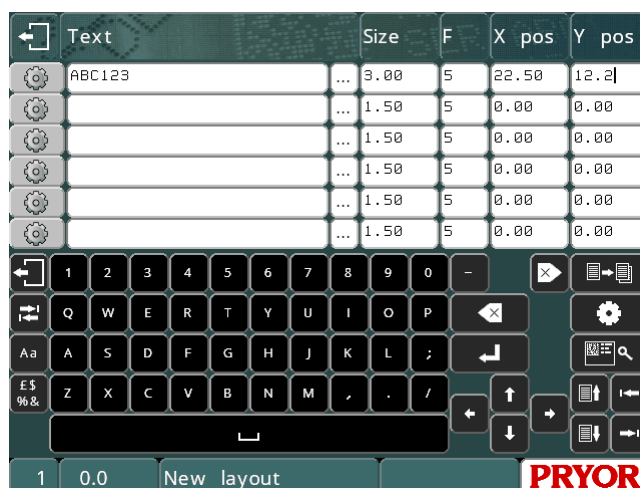 Text Size F X pos Y pos
ABC123 ... 3.00 5 22.50 12.2
... 1.50 5 0.00 0.00
... 1.50 5 0.00 0.00
... 1.50 5 0.00 0.00
... 1.50 5 0.00 0.00
... 1.50 5 0.00 0.00
1 2 3 4 5 6 7 8 9 0 -
Q W E R T Y U I O P
Aa A S D F G H J K L ;
£$
%& Z X C V B N M , . /
1 0.0 New layout PRYOR